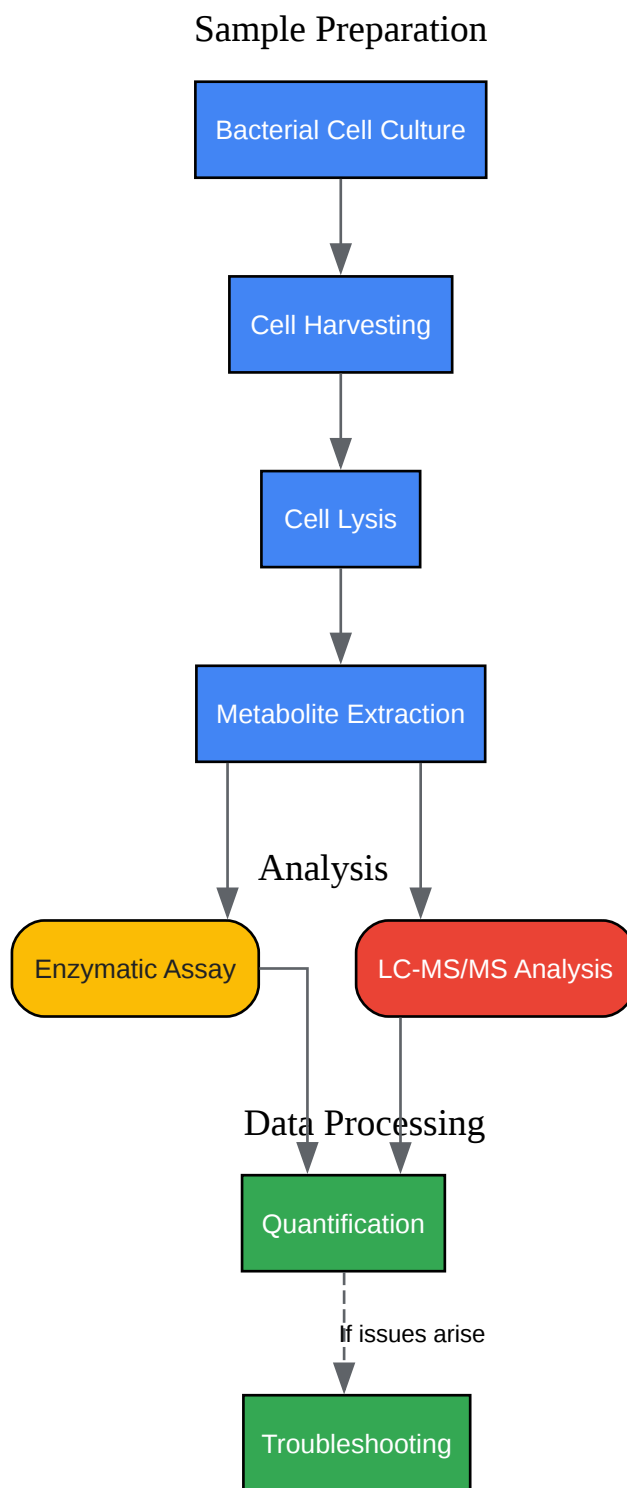 Sample Preparation
Bacterial Cell Culture
Cell Harvesting
Cell Lysis
Metabolite Extraction
Analysis
Enzymatic Assay
LC-MS/MS Analysis
Data Processing
Quantification
If issues arise
Troubleshooting